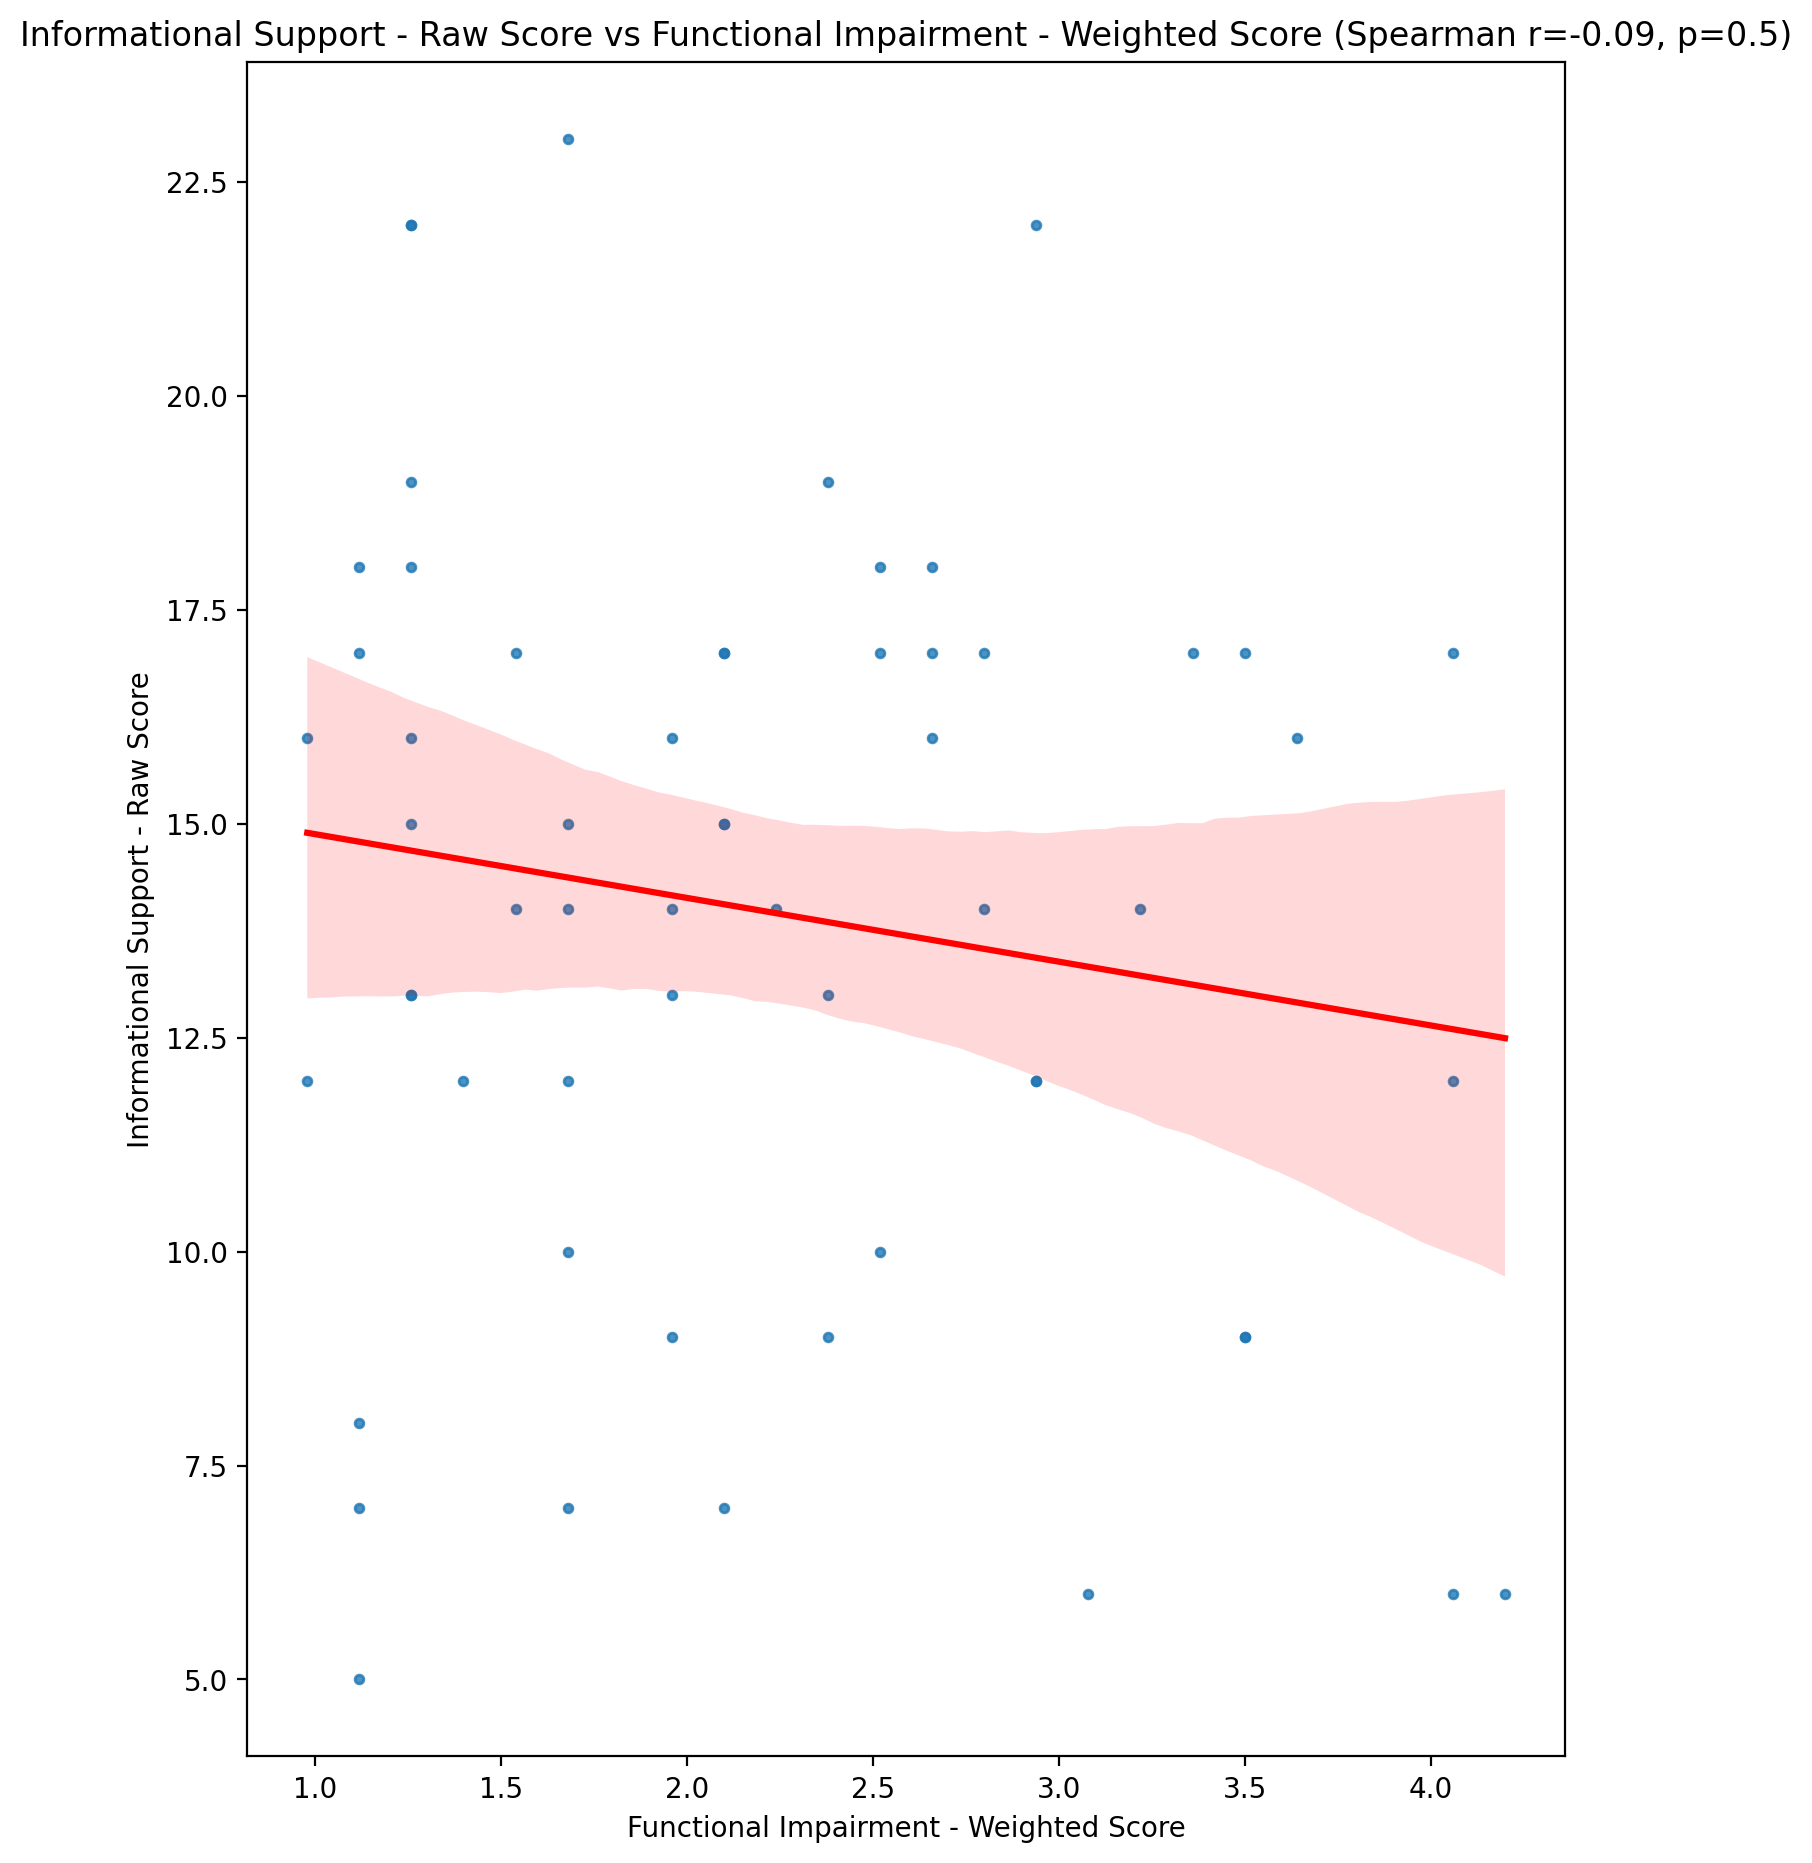 Informational Support - Raw Score vs Functional Impairment - Weighted Score (Spearman r=-0.09, p=0.5)
22.5
20.0
17.5
15.0
12.5
10.0
7.5
5.0
Informational Support - Raw Score
1.0 1.5 2.0 2.5 3.0 3.5 4.0
Functional Impairment - Weighted Score